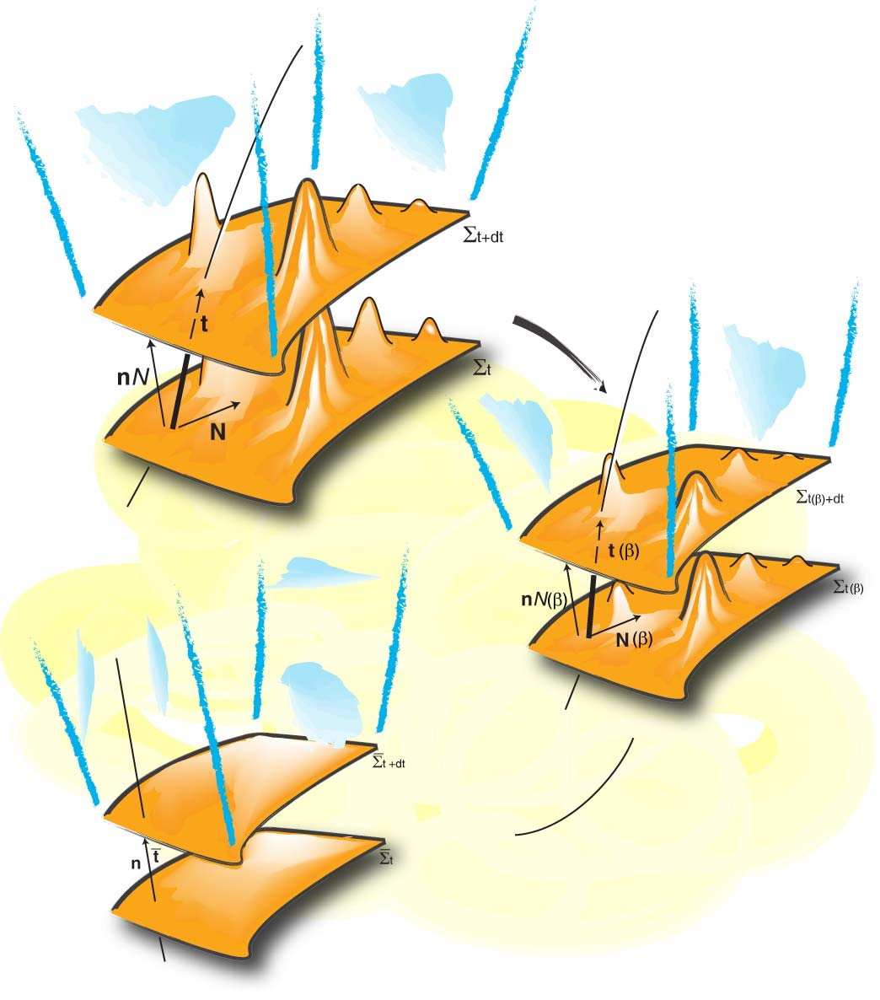 Σt+dt
t
nN
Σt
N
Σt(β)+dt
t (β)
nN(β)
Σt(β)
N (β)
Σ̅t +dt
n t̅
Σ̅t